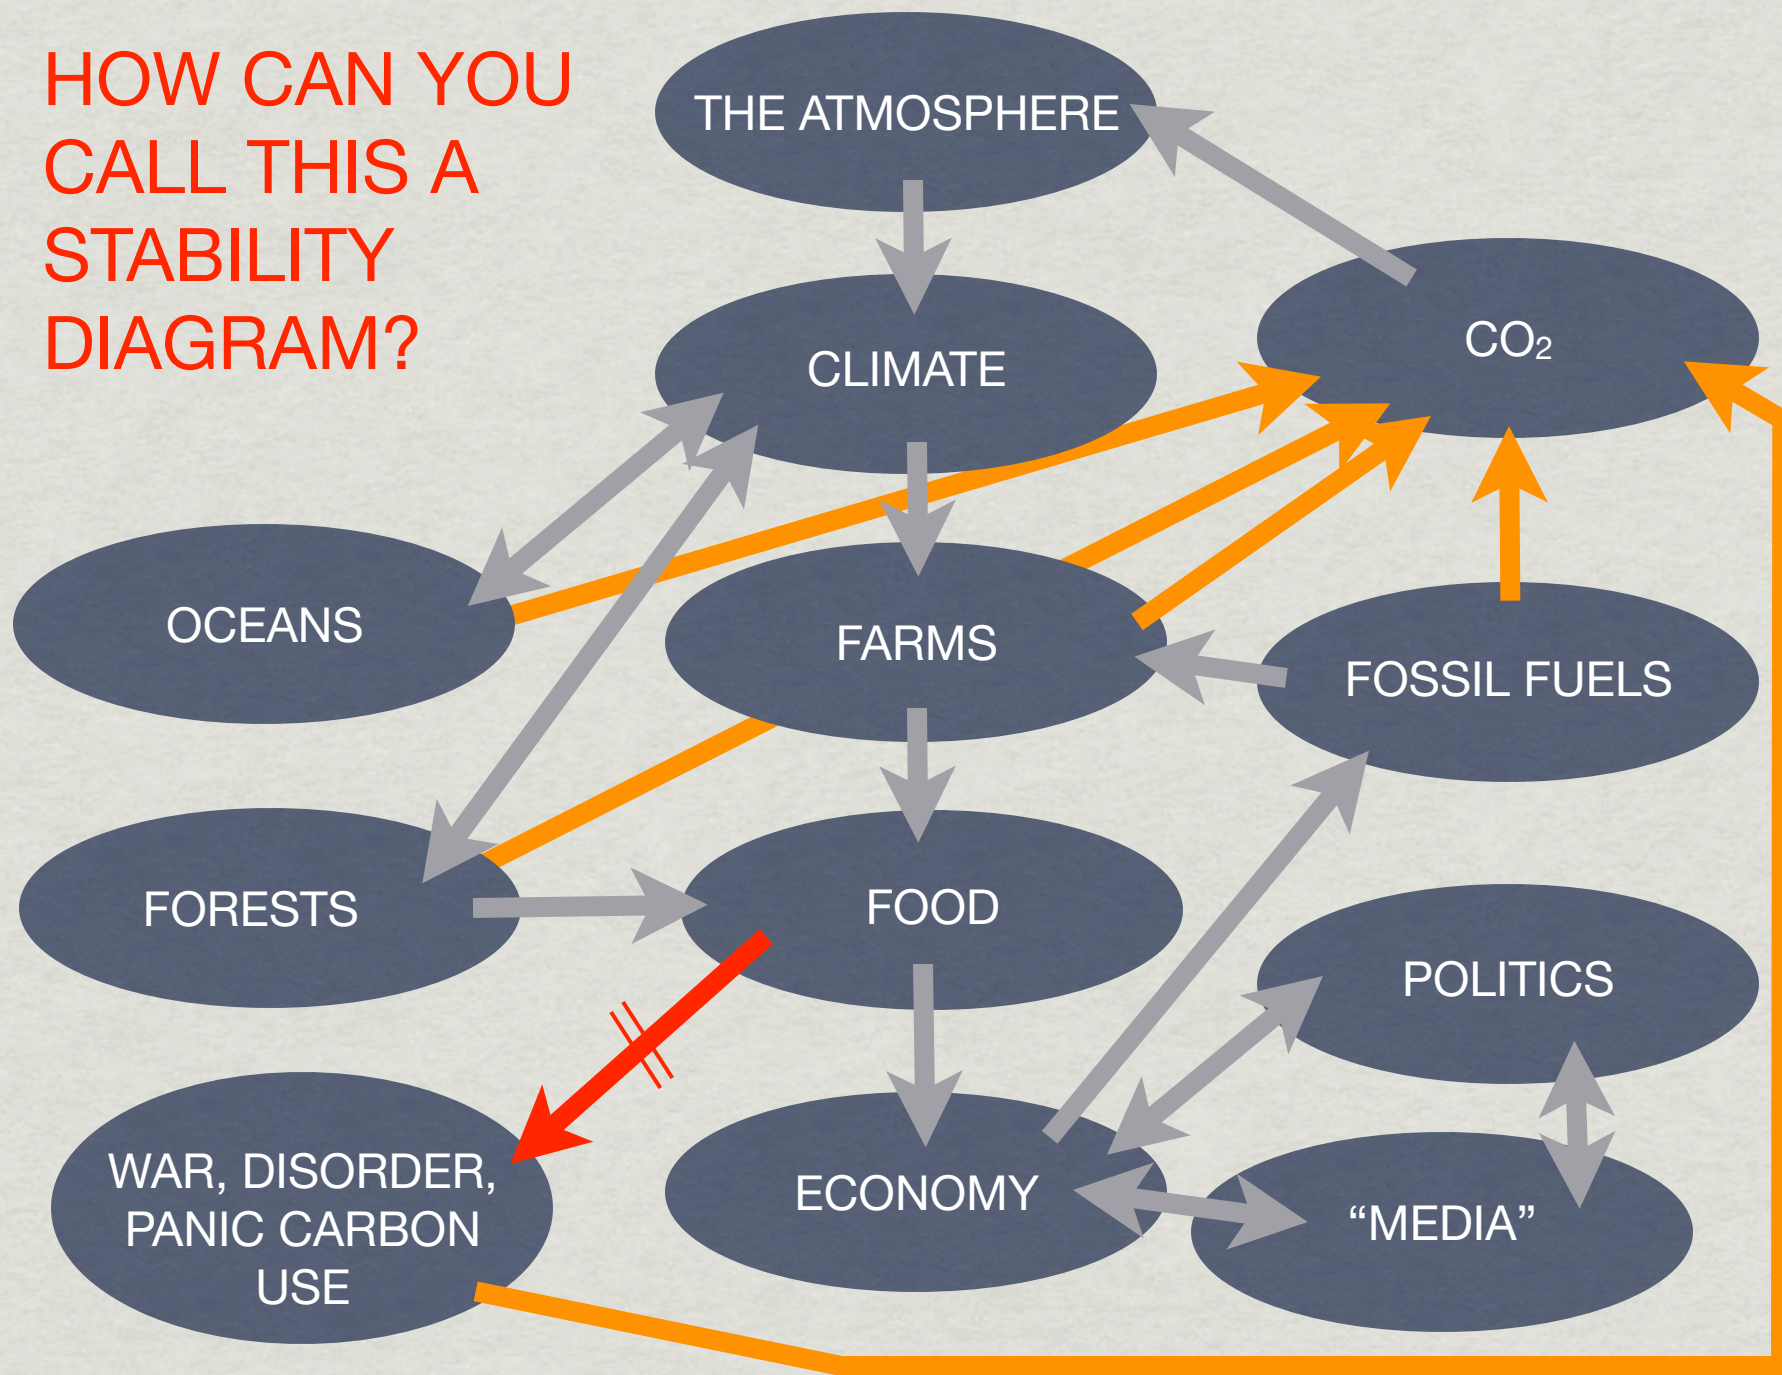 HOW CAN YOU
CALL THIS A
STABILITY
DIAGRAM?
THE ATMOSPHERE
CLIMATE
CO₂
OCEANS
FARMS
FOSSIL FUELS
FORESTS
FOOD
POLITICS
WAR, DISORDER,
PANIC CARBON
USE
ECONOMY
“MEDIA”